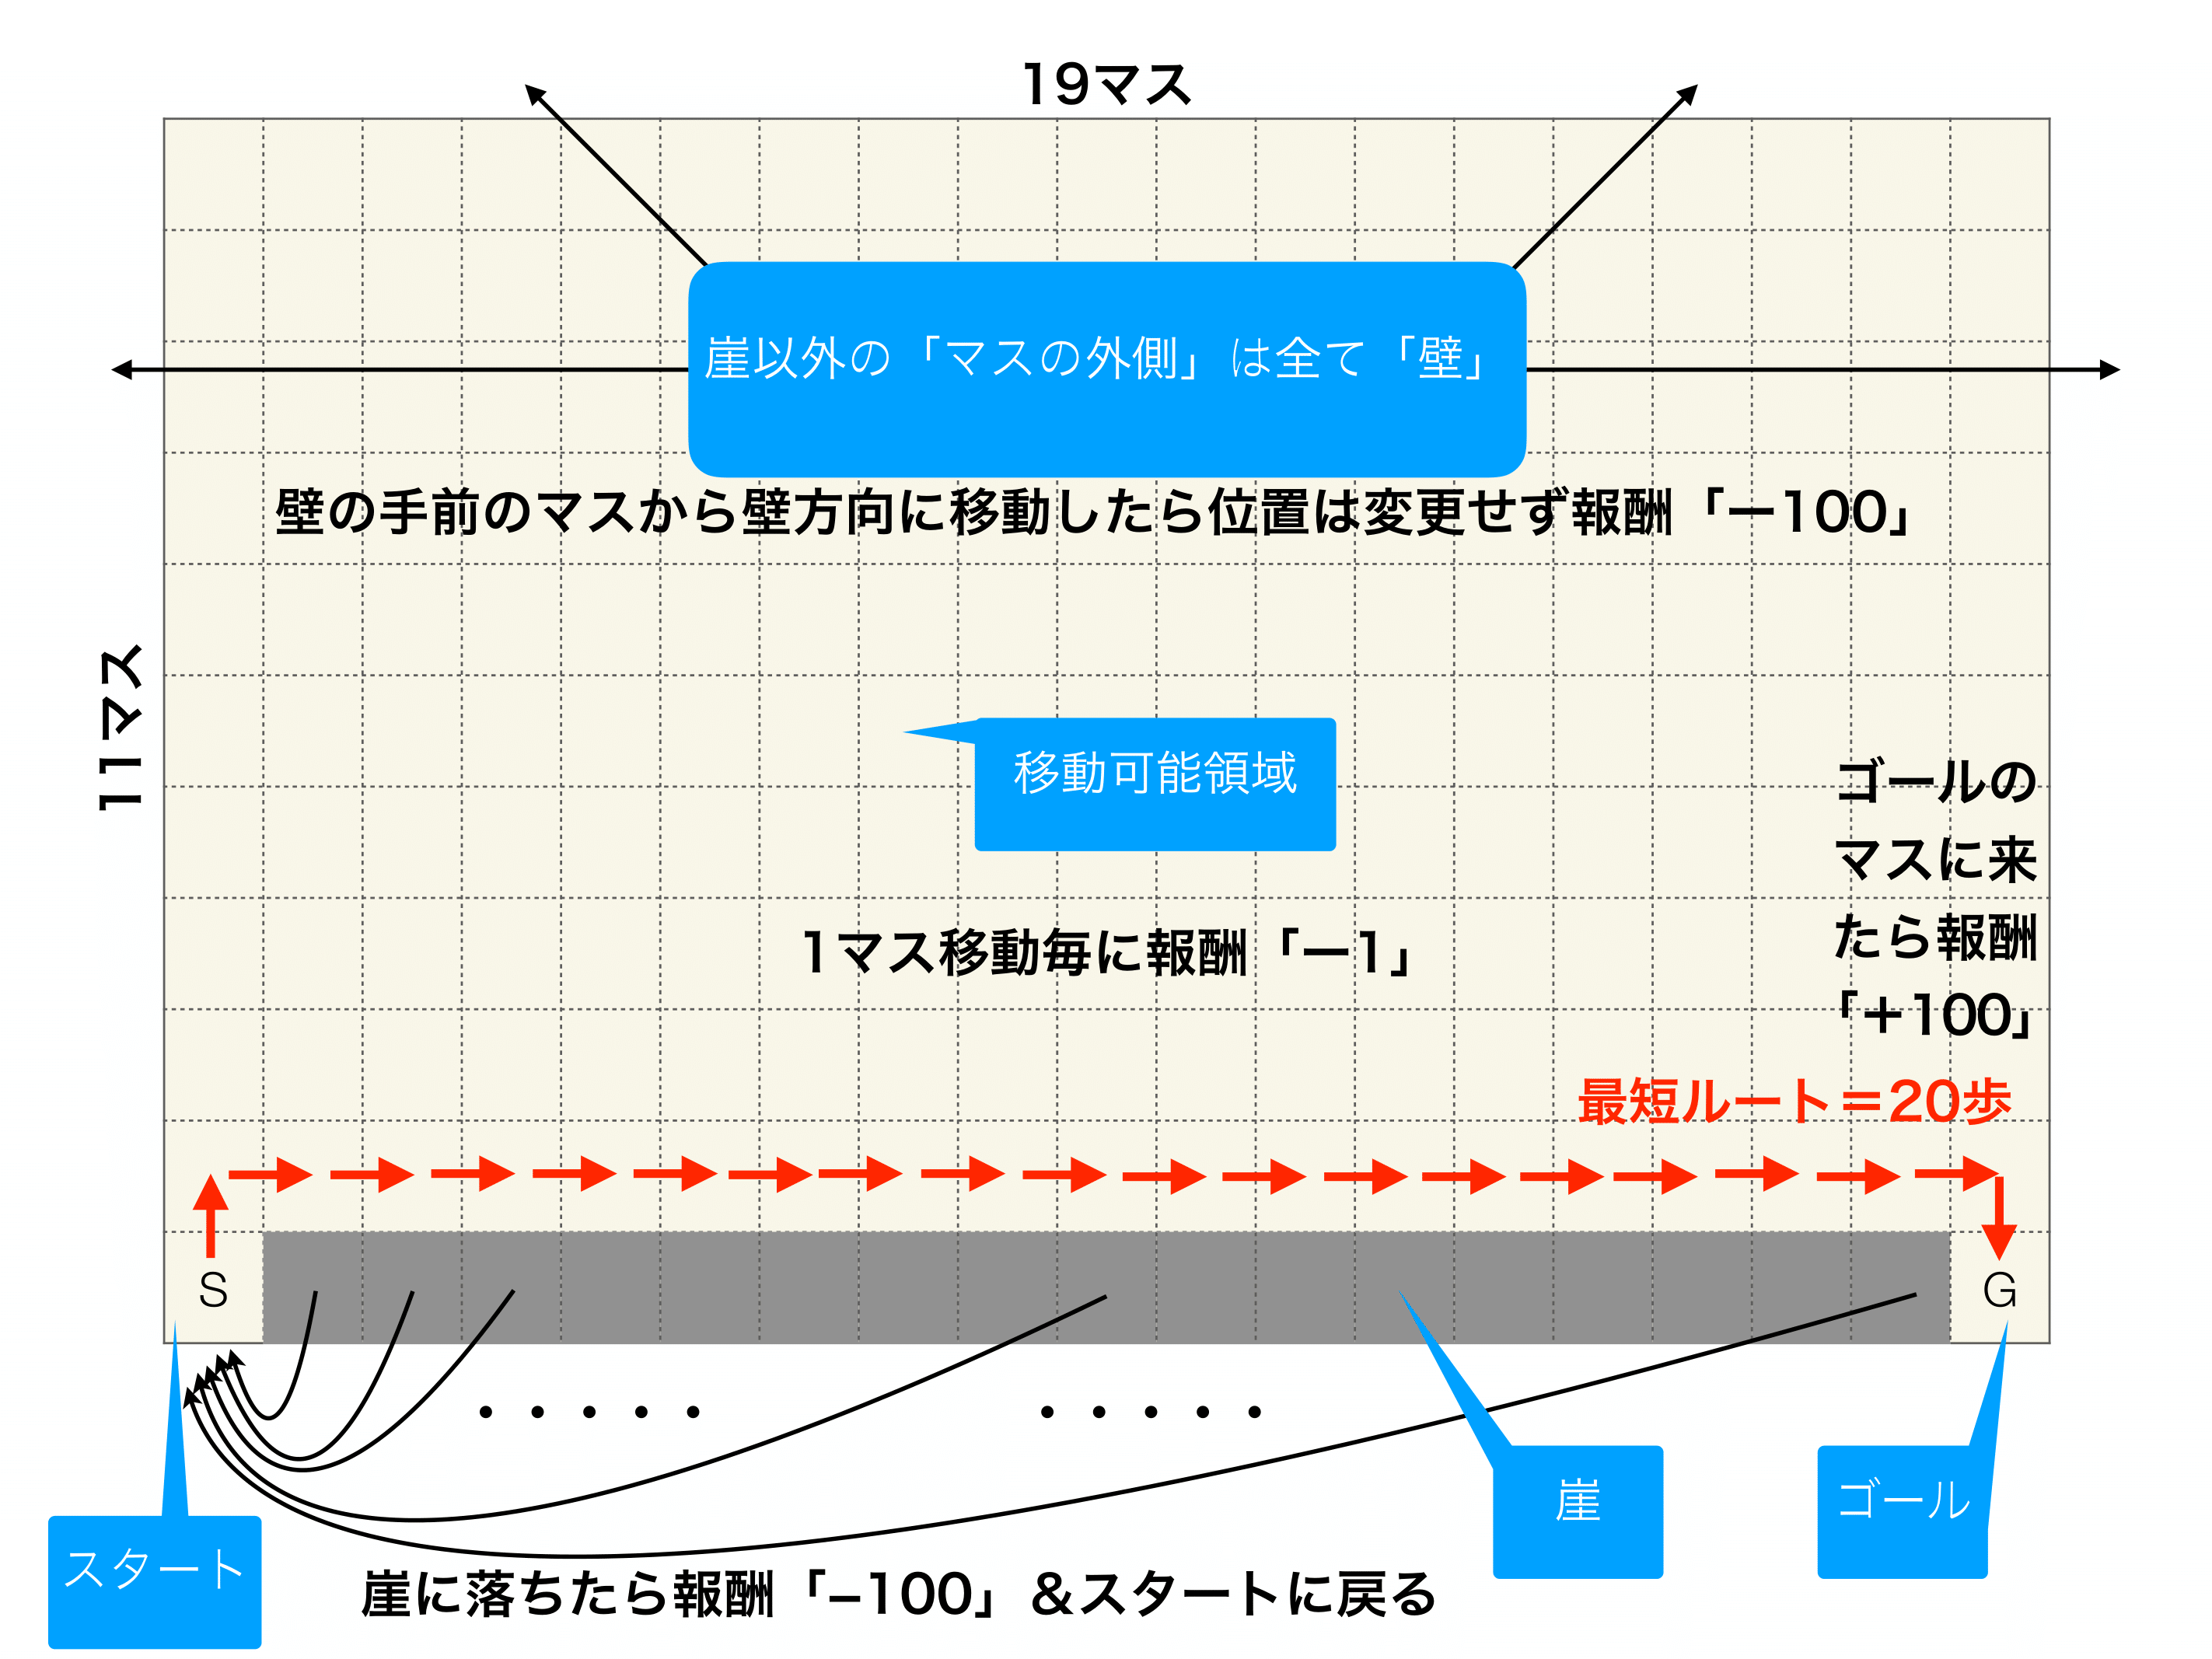 19マス
崖以外の「マスの外側」は全て「壁」
壁の手前のマスから壁方向に移動したら位置は変更せず報酬「ー100」
11マス
移動可能領域
ゴールの
マスに来
たら報酬
「＋100」
1マス移動毎に報酬「ー1」
最短ルート＝20歩
S
G
崖
ゴール
スタート
崖に落ちたら報酬「−100」&スタートに戻る